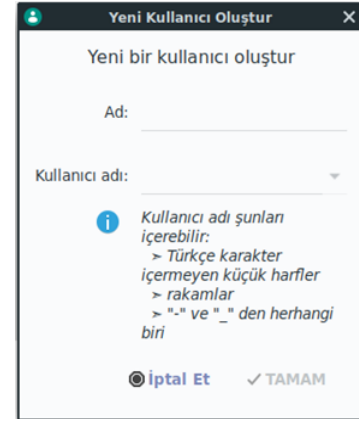 Yeni Kullanıcı Oluştur
Yeni bir kullanıcı oluştur
Ad:
Kullanıcı adı:
Kullanıcı adı şunları
içerebilir:
➣ Türkçe karakter
içermeyen küçük harfler
➣ rakamlar
➣ "-" ve "_" den herhangi
biri
İptal Et
TAMAM